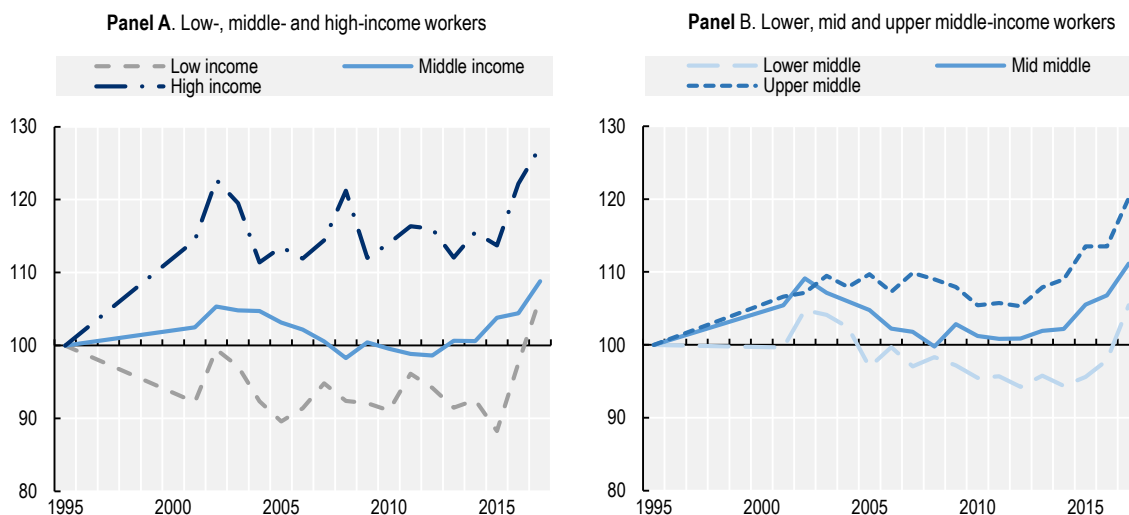 Panel A. Low-, middle- and high-income workers
Low income
Middle income
High income
130
120
110
100
90
80
1995
2000
2005
2010
2015
Panel B. Lower, mid and upper middle-income workers
Lower middle
Mid middle
Upper middle
130
120
110
100
90
80
1995
2000
2005
2010
2015